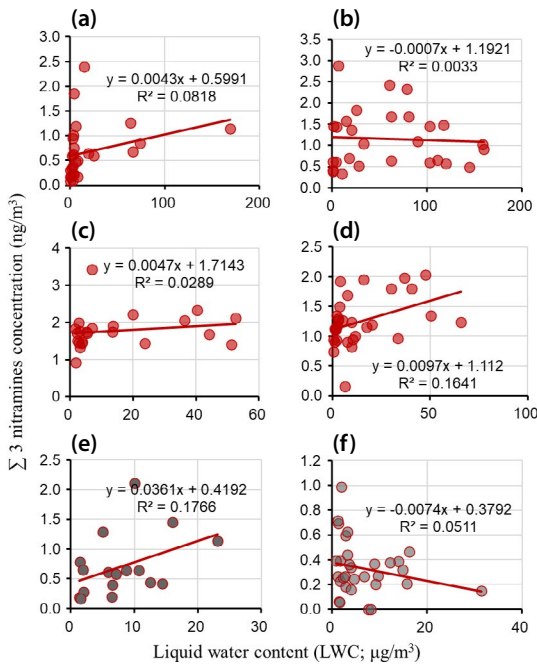 (a)
3.0
2.5
2.0
1.5
1.0
0.5
0.0
y = 0.0043x + 0.5991
R² = 0.0818
0 100 200
(b)
3.5
3.0
2.5
2.0
1.5
1.0
0.5
0.0
y = -0.0007x + 1.1921
R² = 0.0033
0 100 200
(c)
4
3
2
1
0
y = 0.0047x + 1.7143
R² = 0.0289
0 20 40 60
(d)
2.5
2.0
1.5
1.0
0.5
0.0
y = 0.0097x + 1.112
R² = 0.1641
0 50 100
(e)
2.5
2.0
1.5
1.0
0.5
0.0
y = 0.0361x + 0.4192
R² = 0.1766
0 10 20 30
(f)
1.2
1.0
0.8
0.6
0.4
0.2
0.0
y = -0.0074x + 0.3792
R² = 0.0511
0 20 40
∑ 3 nitramines concentration (ng/m³)
Liquid water content (LWC; µg/m³)